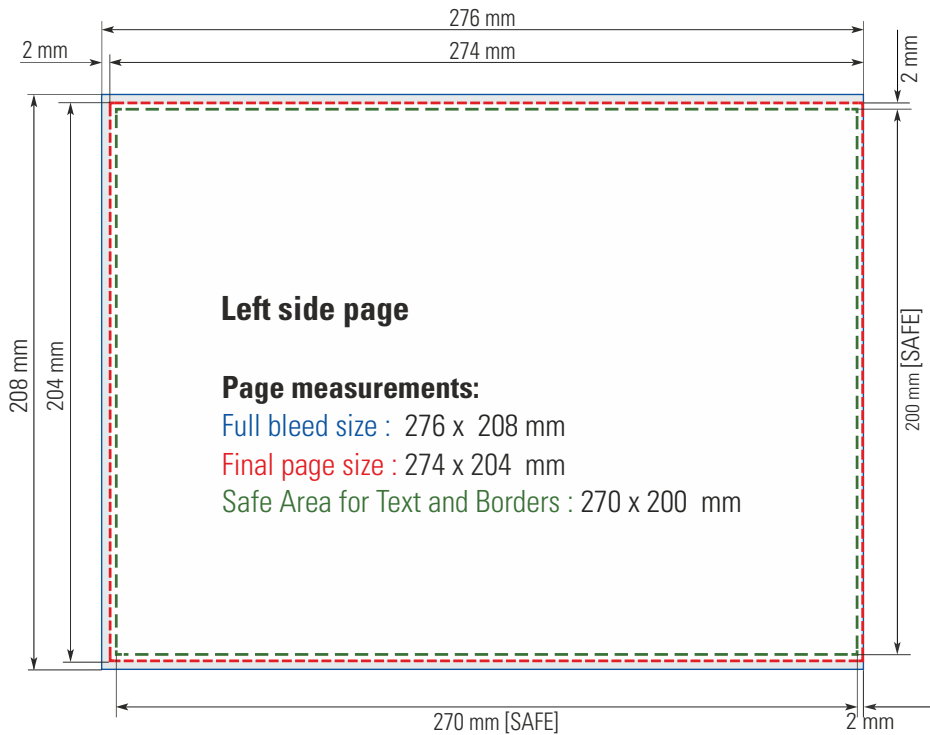 276 mm
2 mm
274 mm
2 mm
208 mm
204 mm
200 mm [SAFE]
Left side page
Page measurements:
Full bleed size : 276 x 208 mm
Final page size : 274 x 204 mm
Safe Area for Text and Borders : 270 x 200 mm
270 mm [SAFE]
2 mm